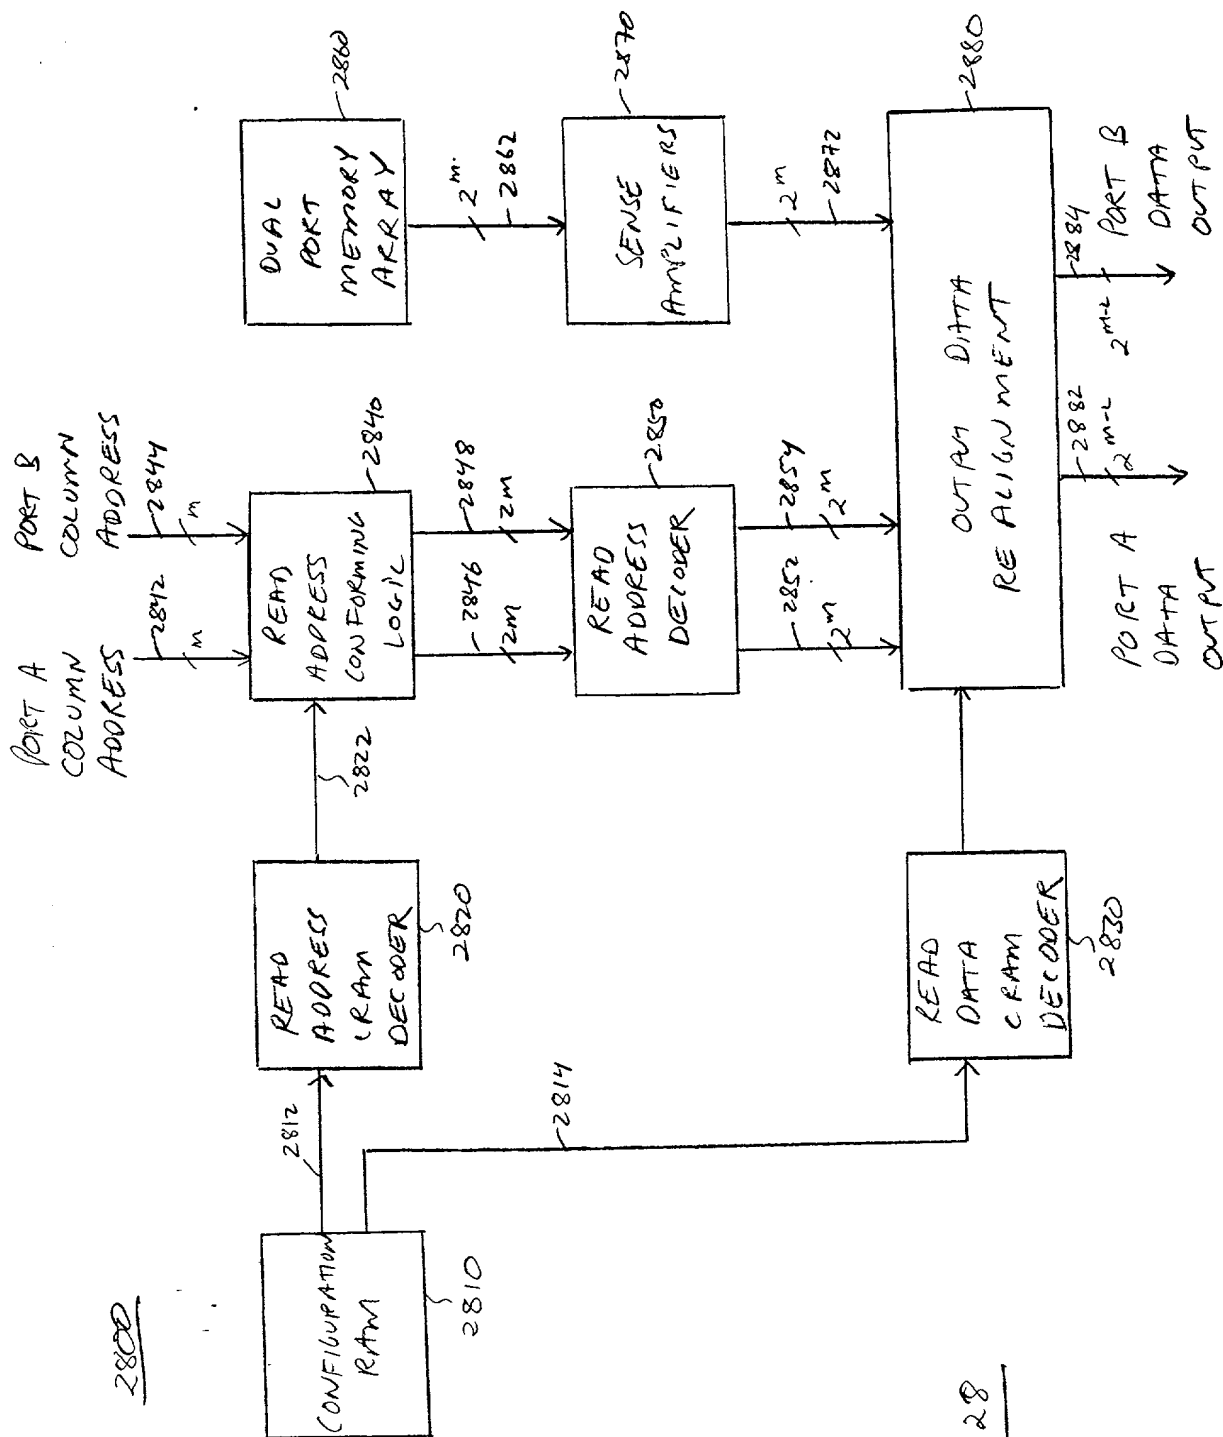 2800
CONFIGURATION
RAM
2810
2812
2814
READ
ADDRESS
CRAM
DECODER
2820
2822
READ
DATA
CRAM
DECODER
2830
PORT A
COLUMN
ADDRESS
2842
m
PORT B
COLUMN
ADDRESS
2844
m
READ
ADDRESS
CONFORMING
LOGIC
2840
2846
2m
2848
2m
READ
ADDRESS
DECODER
2850
2852
2^m
2854
2^m
DUAL
PORT
MEMORY
ARRAY
2860
2^m
2862
SENSE
AMPLIFIERS
2870
2^m
2872
OUTPUT DATA
RE ALIGNMENT
2880
2882
2^m-2
PORT A
DATA
OUTPUT
2884
2^m-2
PORT B
DATA
OUTPUT
28